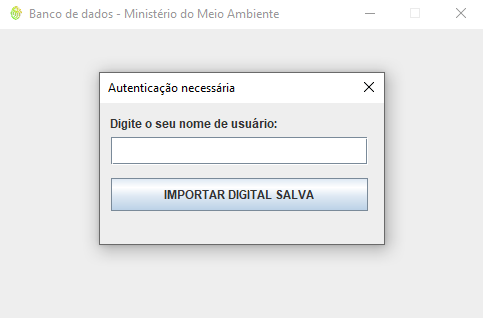 Banco de dados - Ministério do Meio Ambiente
Autenticação necessária
Digite o seu nome de usuário:
IMPORTAR DIGITAL SALVA